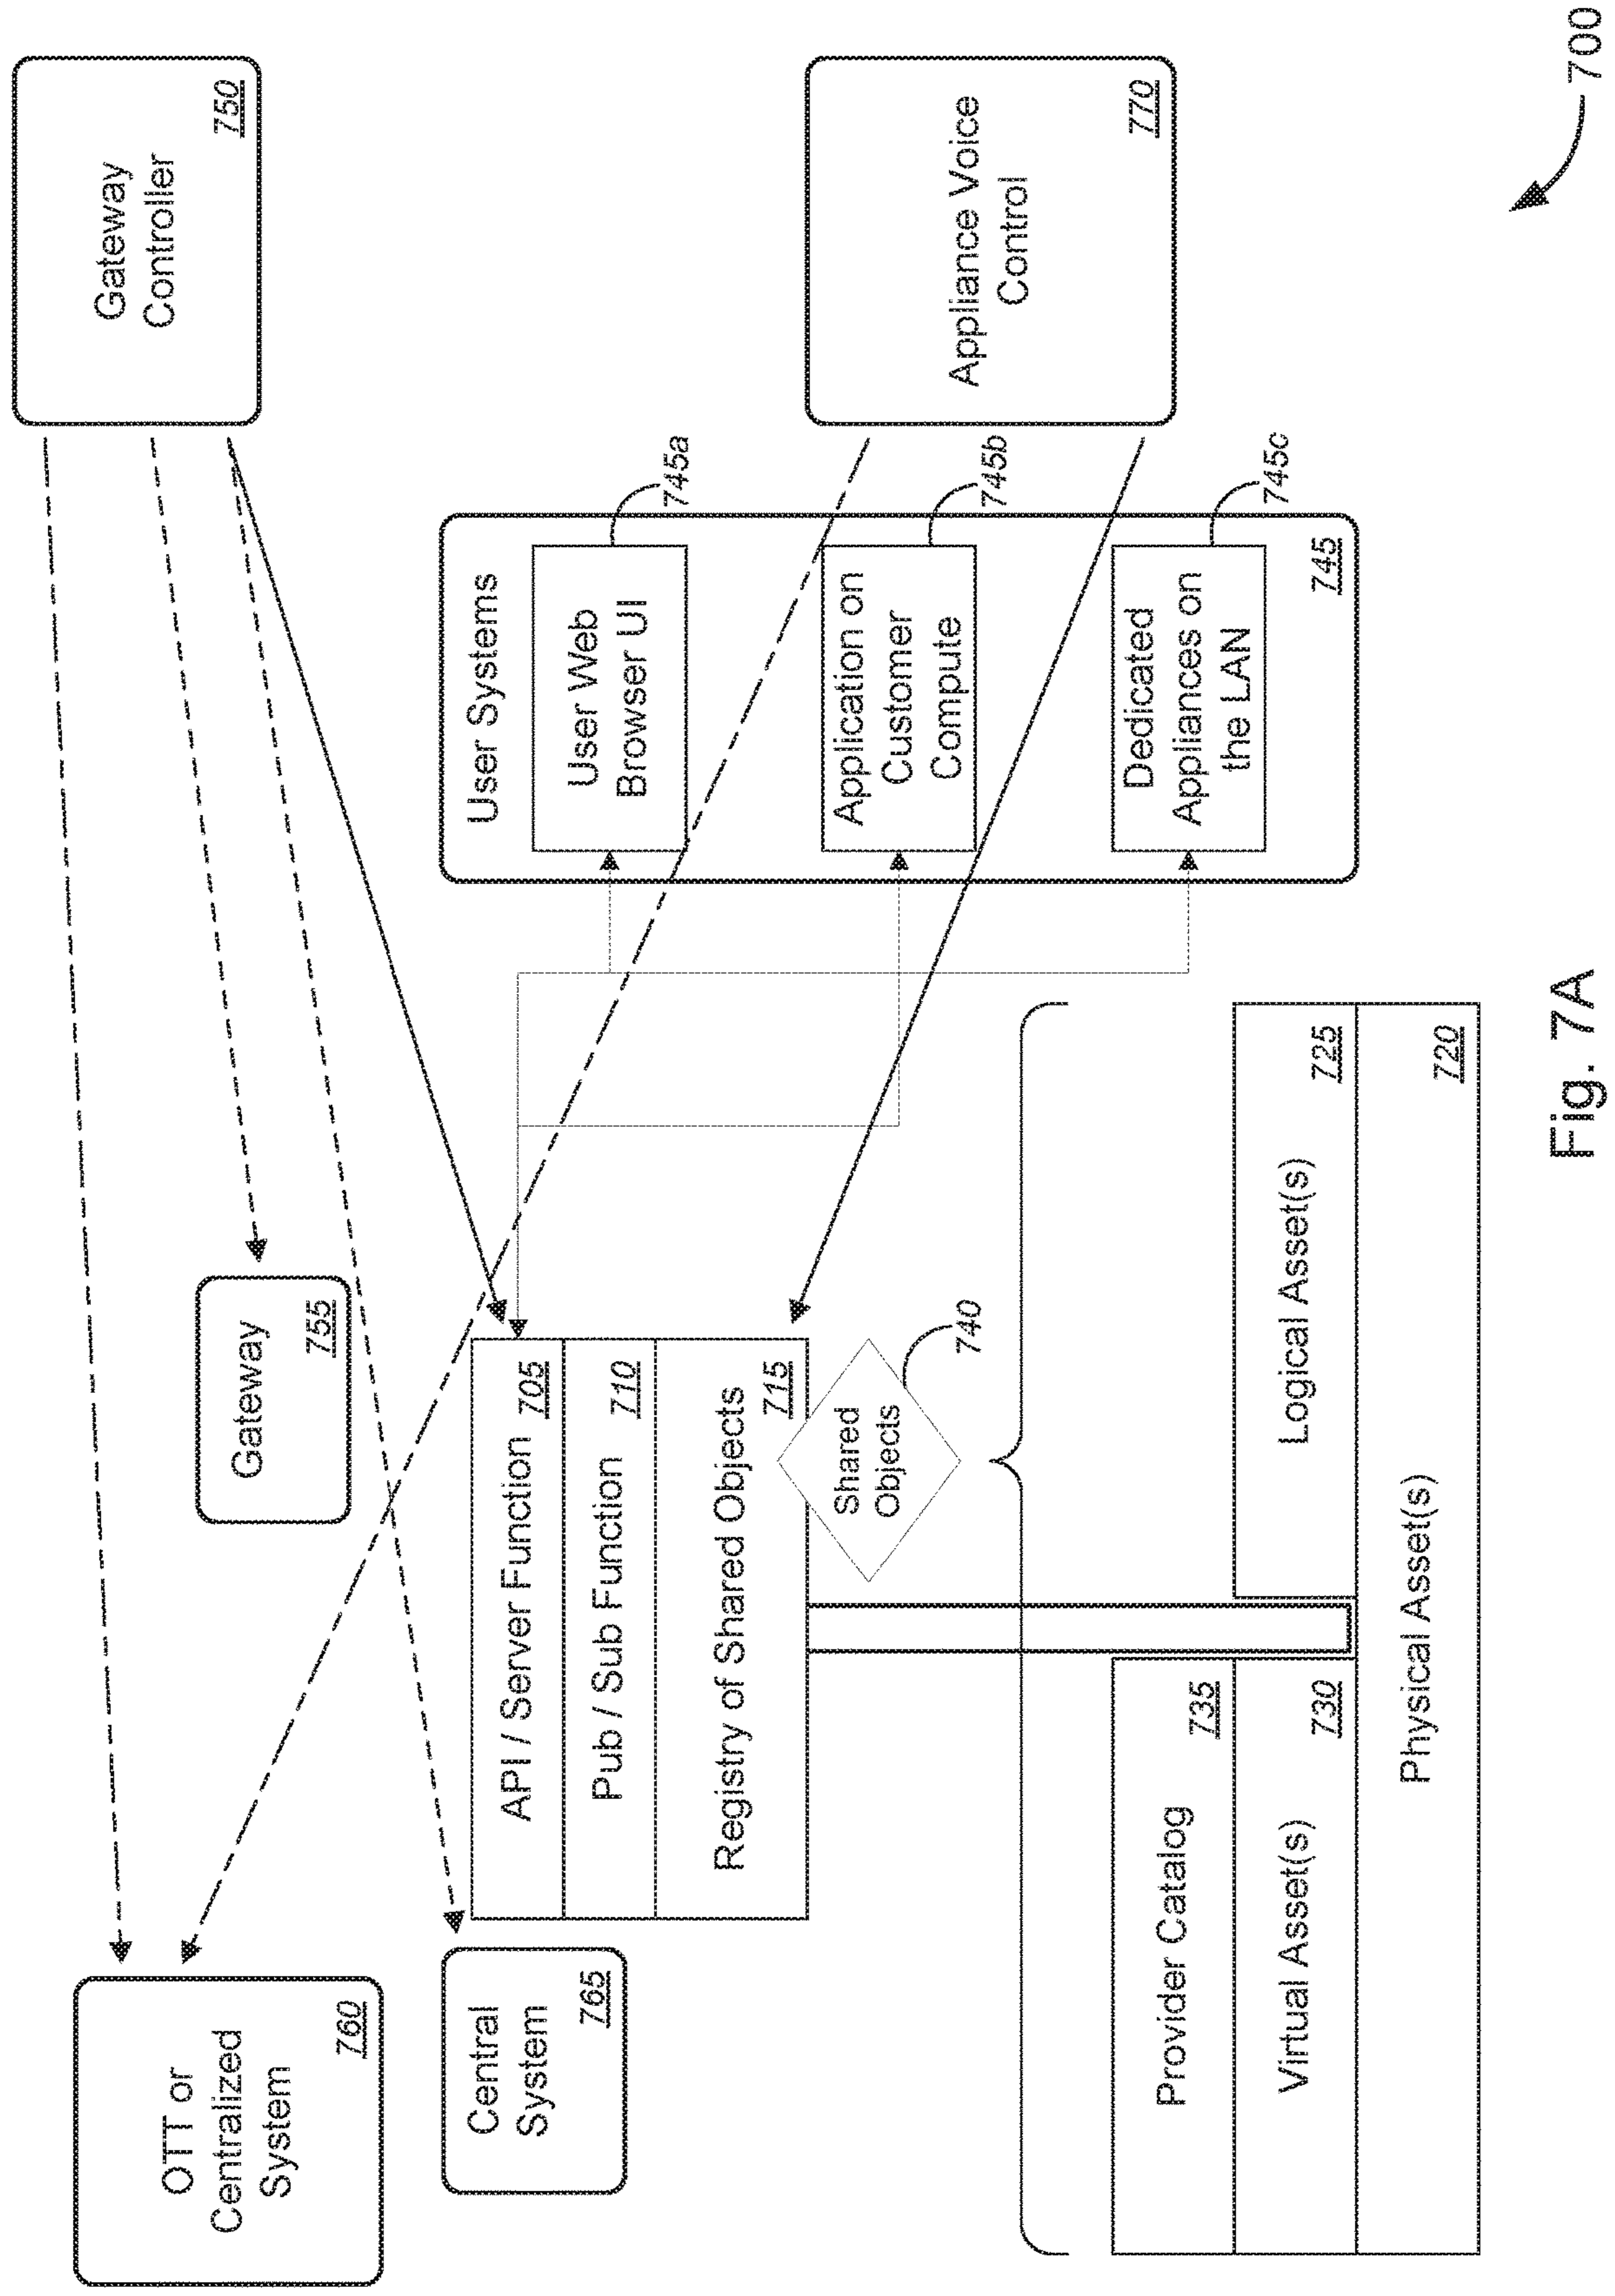 OTT or
Centralized
System
760
Gateway
755
Gateway
Controller
750
Central
System
765
API / Server Function
705
Pub / Sub Function
710
Registry of Shared Objects
715
Shared
Objects
740
User Systems
User Web
Browser UI
745a
Application on
Customer
Compute
745b
Dedicated
Appliances on
the LAN
745c
745
Appliance Voice
Control
770
Provider Catalog
735
Virtual Asset(s)
730
Logical Asset(s)
725
Physical Asset(s)
720
700
Fig. 7A